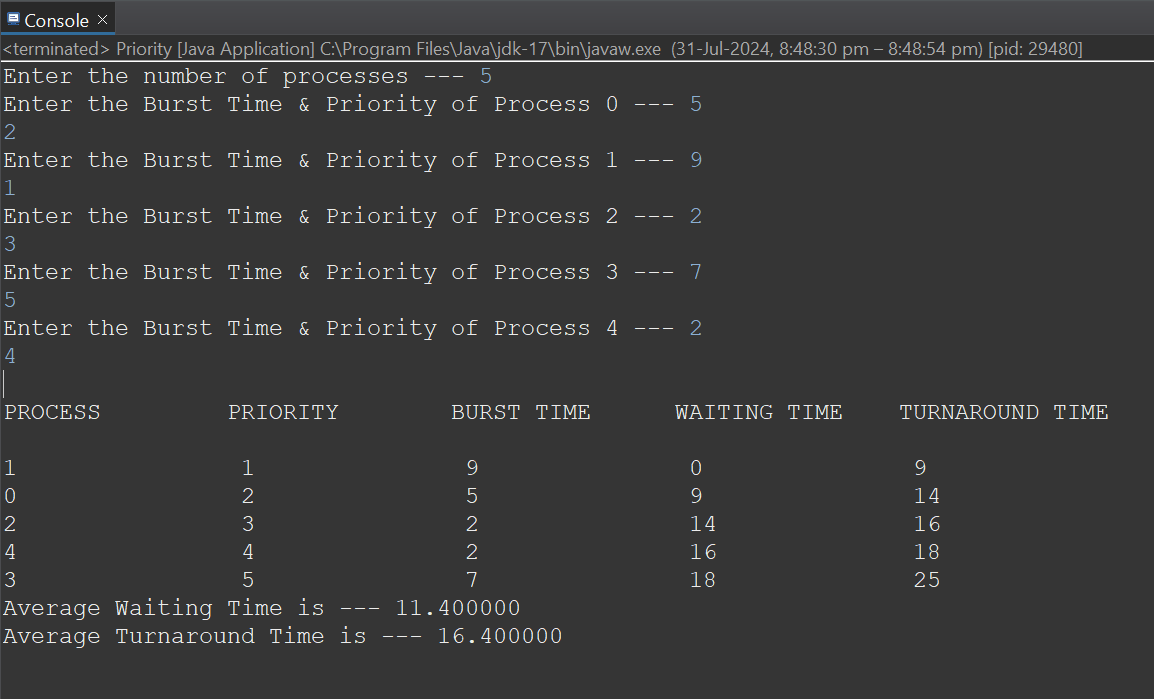 Console
<terminated> Priority [Java Application] C:\Program Files\Java\jdk-17\bin\javaw.exe (31-Jul-2024, 8:48:30 pm – 8:48:54 pm) [pid: 29480]
Enter the number of processes --- 5
Enter the Burst Time & Priority of Process 0 --- 5
2
Enter the Burst Time & Priority of Process 1 --- 9
1
Enter the Burst Time & Priority of Process 2 --- 2
3
Enter the Burst Time & Priority of Process 3 --- 7
5
Enter the Burst Time & Priority of Process 4 --- 2
4
PROCESS PRIORITY BURST TIME WAITING TIME TURNAROUND TIME
1 1 9 0 9
0 2 5 9 14
2 3 2 14 16
4 4 2 16 18
3 5 7 18 25
Average Waiting Time is --- 11.400000
Average Turnaround Time is --- 16.400000